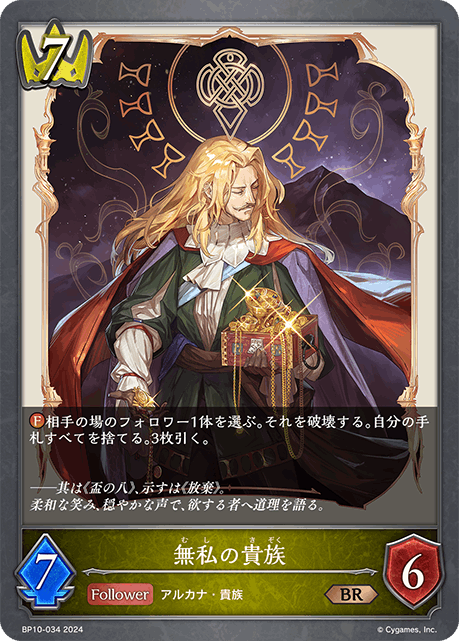 7
Ⓕ相手の場のフォロワー1体を選ぶ。それを破壊する。自分の手
札すべてを捨てる。3枚引く。
――其は《盃の八》、示すは《放棄》。
柔和な笑み、穏やかな声で、欲する者へ道理を語る。
むし きぞく
無私の貴族
7
Follower アルカナ・貴族
BR
6
BP10-034 2024
© Cygames, Inc.